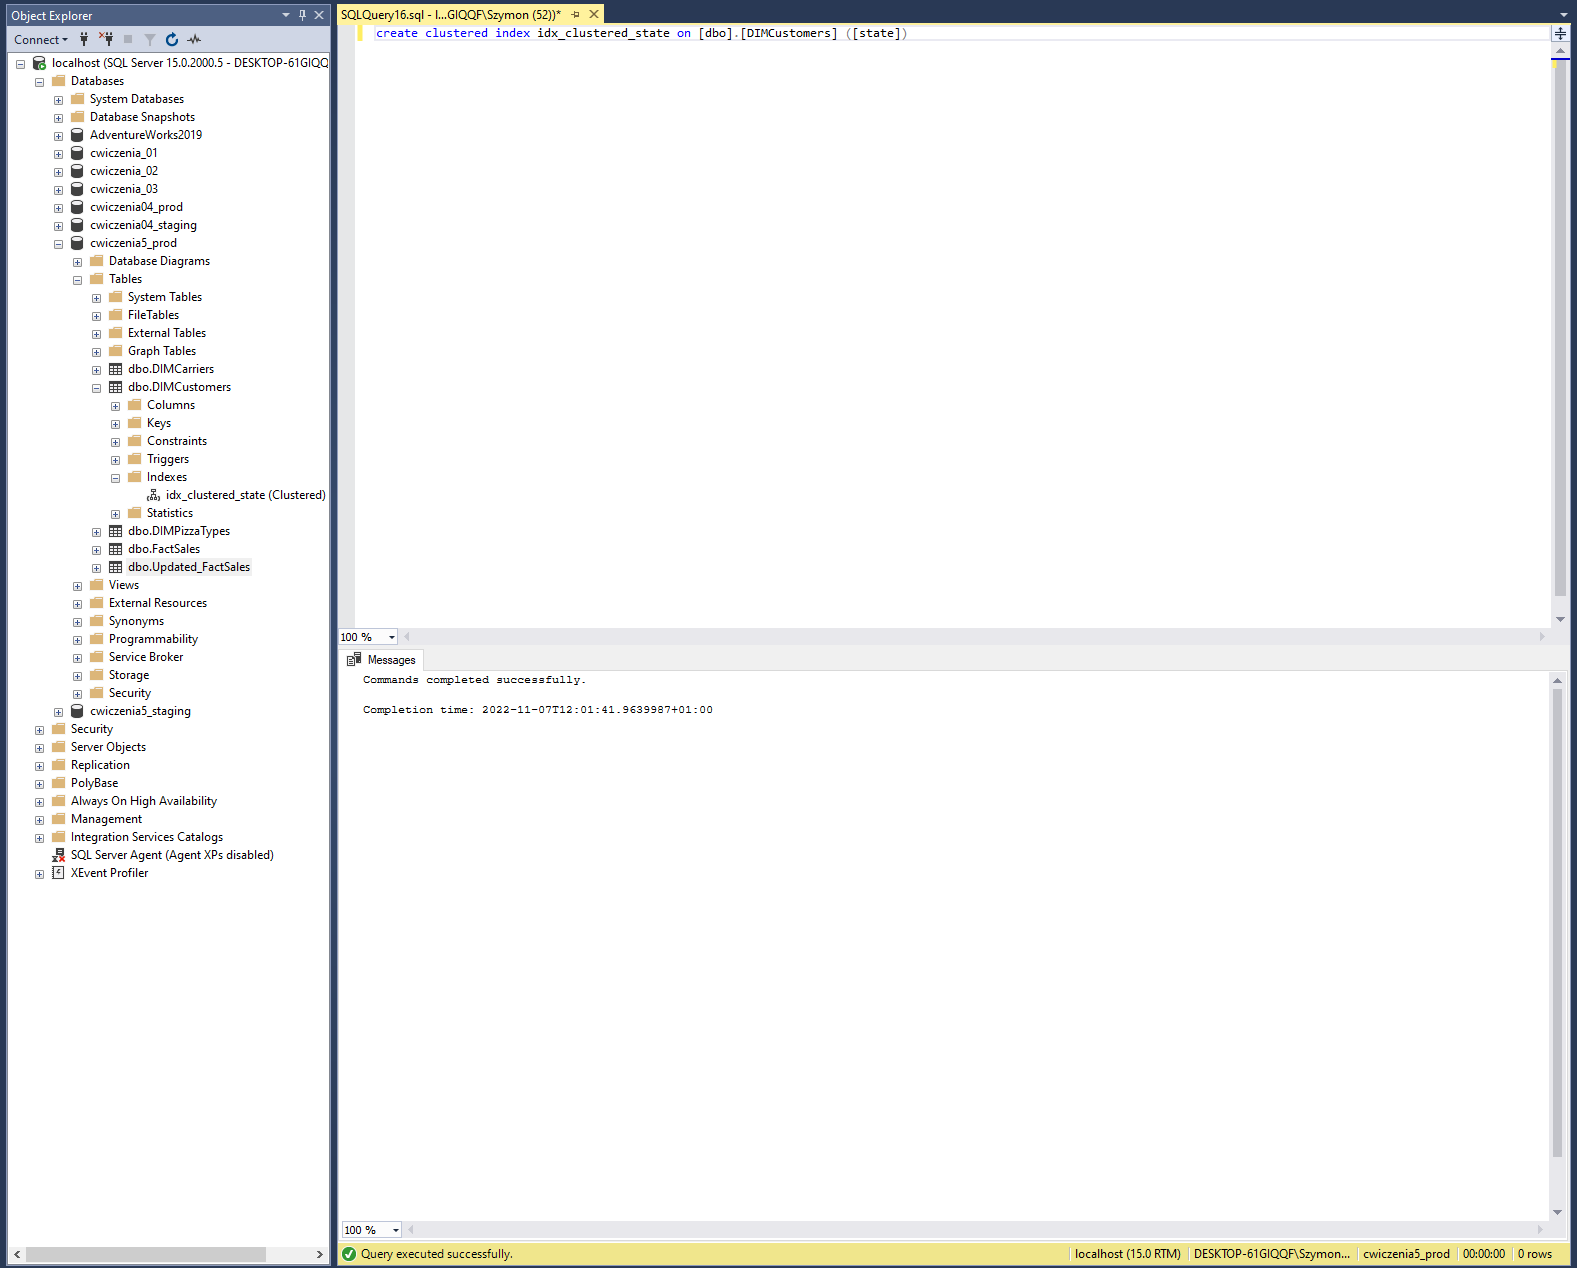 Object Explorer
Connect
localhost (SQL Server 15.0.2000.5 - DESKTOP-61GIQQ
Databases
System Databases
Database Snapshots
AdventureWorks2019
cwiczenia_01
cwiczenia_02
cwiczenia_03
cwiczenia04_prod
cwiczenia04_staging
cwiczenia5_prod
Database Diagrams
Tables
System Tables
FileTables
External Tables
Graph Tables
dbo.DIMCarriers
dbo.DIMCustomers
Columns
Keys
Constraints
Triggers
Indexes
idx_clustered_state (Clustered)
Statistics
dbo.DIMPizzaTypes
dbo.FactSales
dbo.Updated_FactSales
Views
External Resources
Synonyms
Programmability
Service Broker
Storage
Security
cwiczenia5_staging
Security
Server Objects
Replication
PolyBase
Always On High Availability
Management
Integration Services Catalogs
SQL Server Agent (Agent XPs disabled)
XEvent Profiler
SQLQuery16.sql - l...GIQQF\Szymon (52))*
create clustered index idx_clustered_state on [dbo].[DIMCustomers] ([state])
100 %
Messages
Commands completed successfully.
Completion time: 2022-11-07T12:01:41.9639987+01:00
100 %
Query executed successfully.
localhost (15.0 RTM)
DESKTOP-61GIQQF\Szymon...
cwiczenia5_prod
00:00:00
0 rows